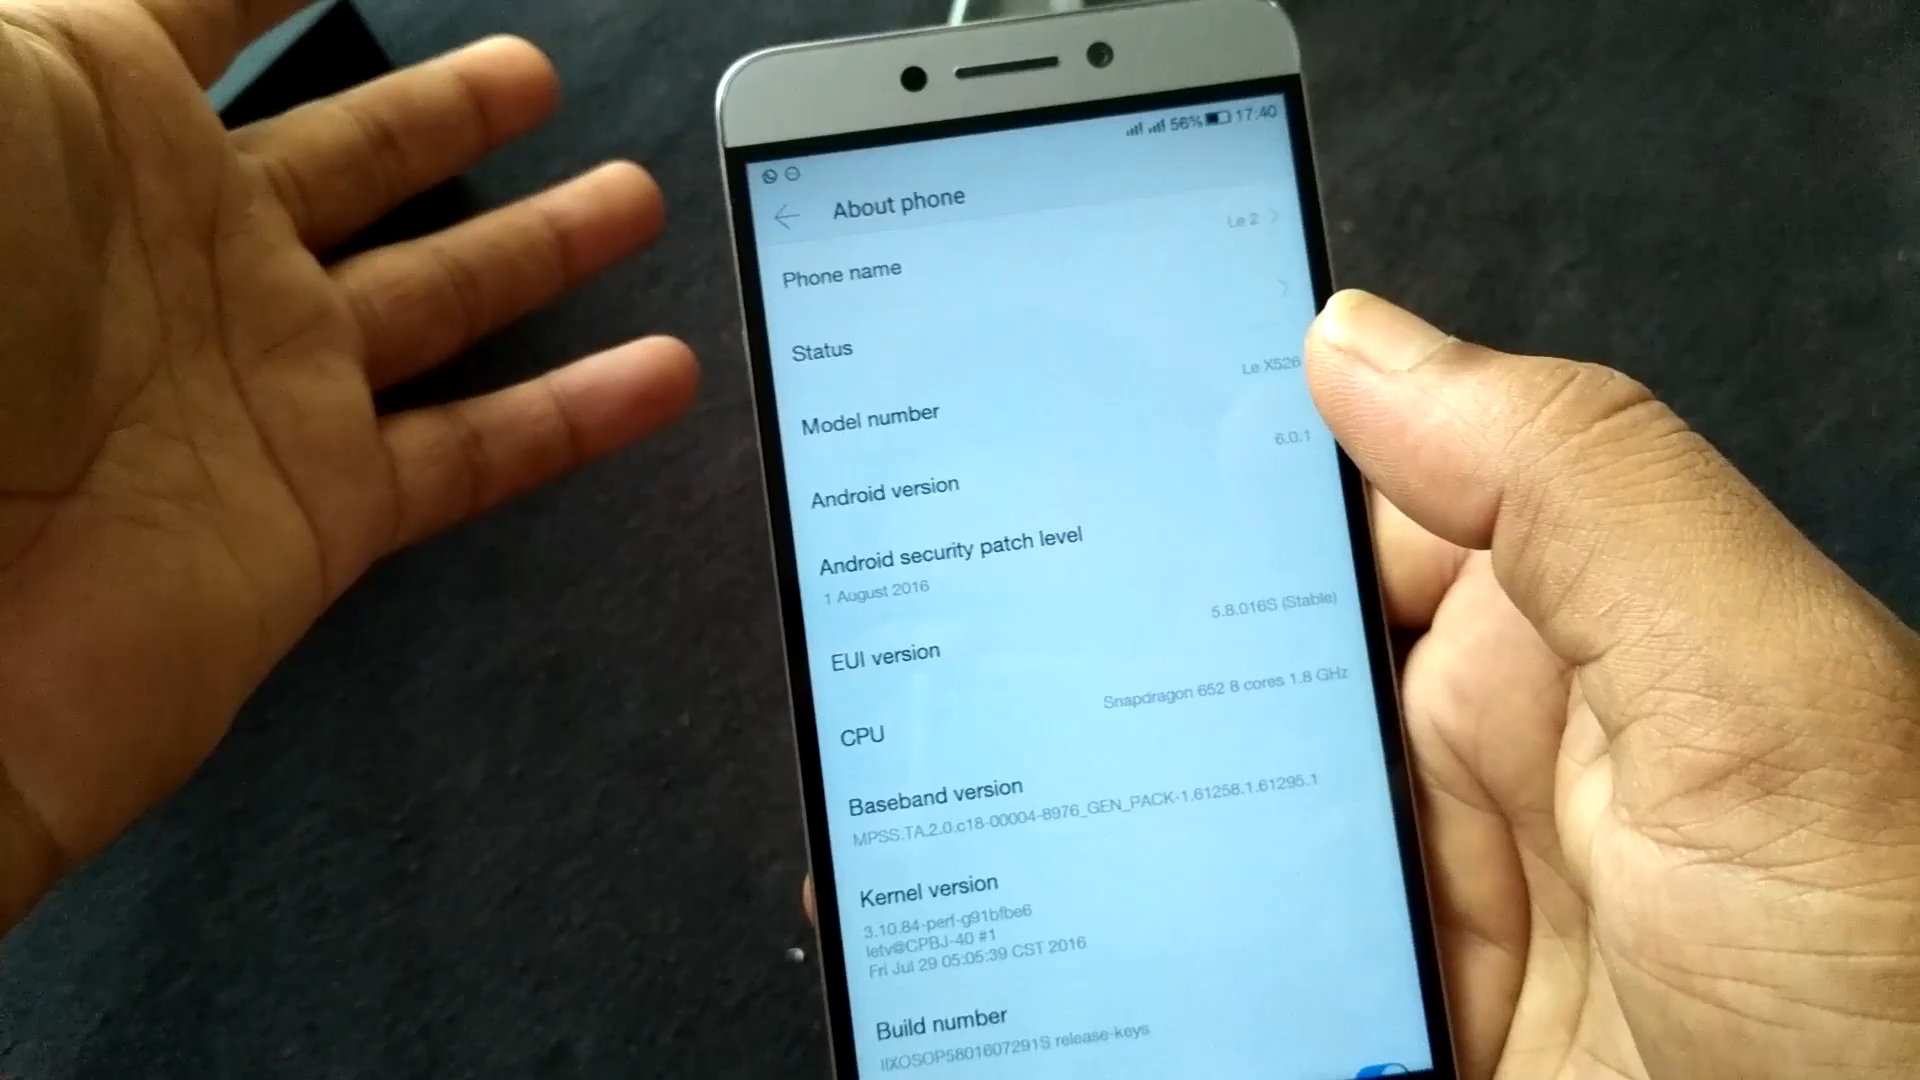 56% 17:40
About phone
Phone name
Le 2
Status
Model number
Le X526
Android version
6.0.1
Android security patch level
1 August 2016
EUI version
5.8.016S (Stable)
CPU
Snapdragon 652 8 cores 1.8 GHz
Baseband version
MPSS.TA.2.0.c18-00004-8976_GEN_PACK-1.61258.1.61295.1
Kernel version
3.10.84-perf-g91bfbe6
letv@CPBJ-40 #1
Fri Jul 29 05:05:39 CST 2016
Build number
IIXOSOP5801607291S release-keys